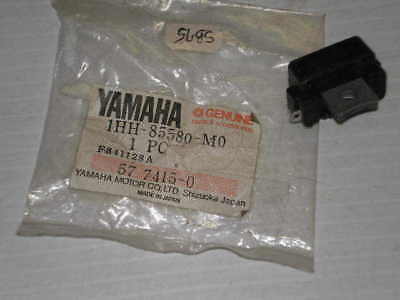 5685
YAMAHA
GENUINE
1HH-85580-M0
1 PC
F841128A
57 7415-0
YAMAHA MOTOR CO., LTD. Shizuoka Japan
MADE IN JAPAN